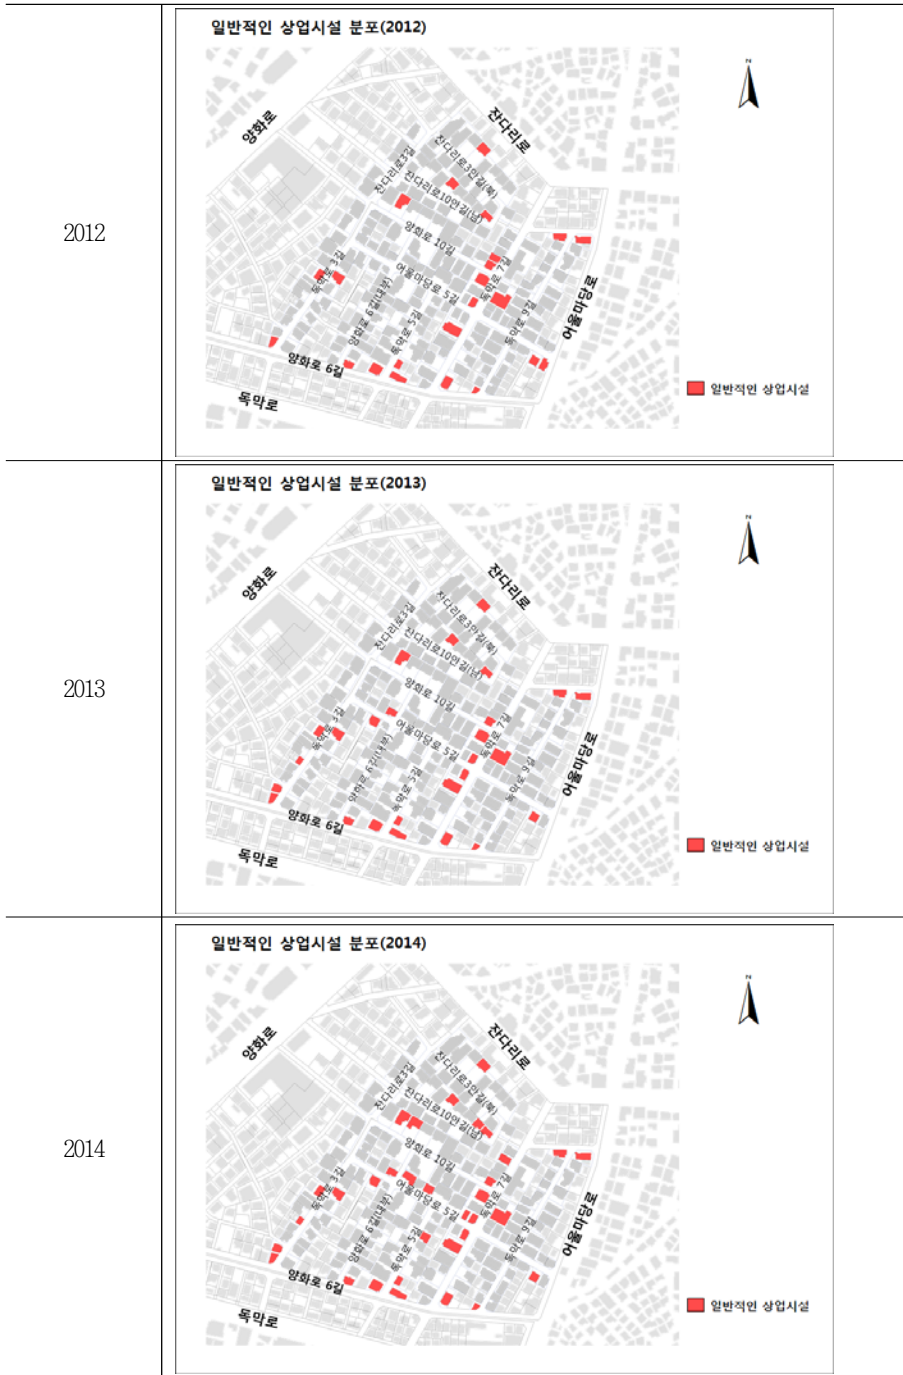 2012
일반적인 상업시설 분포(2012)
N
양화로
잔다리로
잔다리로3길
잔다리로3안길(북)
잔다리로10안길(남)
양화로 10길
어울마당로 5길
독막로 7길
독막로 3길
양화로 6길(내부)
독막로 5길
독막로 9길
어울마당로
양화로 6길
독막로
일반적인 상업시설
2013
일반적인 상업시설 분포(2013)
N
양화로
잔다리로
잔다리로3길
잔다리로3안길(북)
잔다리로10안길(남)
양화로 10길
어울마당로 5길
독막로 7길
독막로 3길
양화로 6길(내부)
독막로 5길
독막로 9길
어울마당로
양화로 6길
독막로
일반적인 상업시설
2014
일반적인 상업시설 분포(2014)
N
양화로
잔다리로
잔다리로3길
잔다리로3안길(북)
잔다리로10안길(남)
양화로 10길
어울마당로 5길
독막로 7길
독막로 3길
양화로 6길(내부)
독막로 5길
독막로 9길
어울마당로
양화로 6길
독막로
일반적인 상업시설